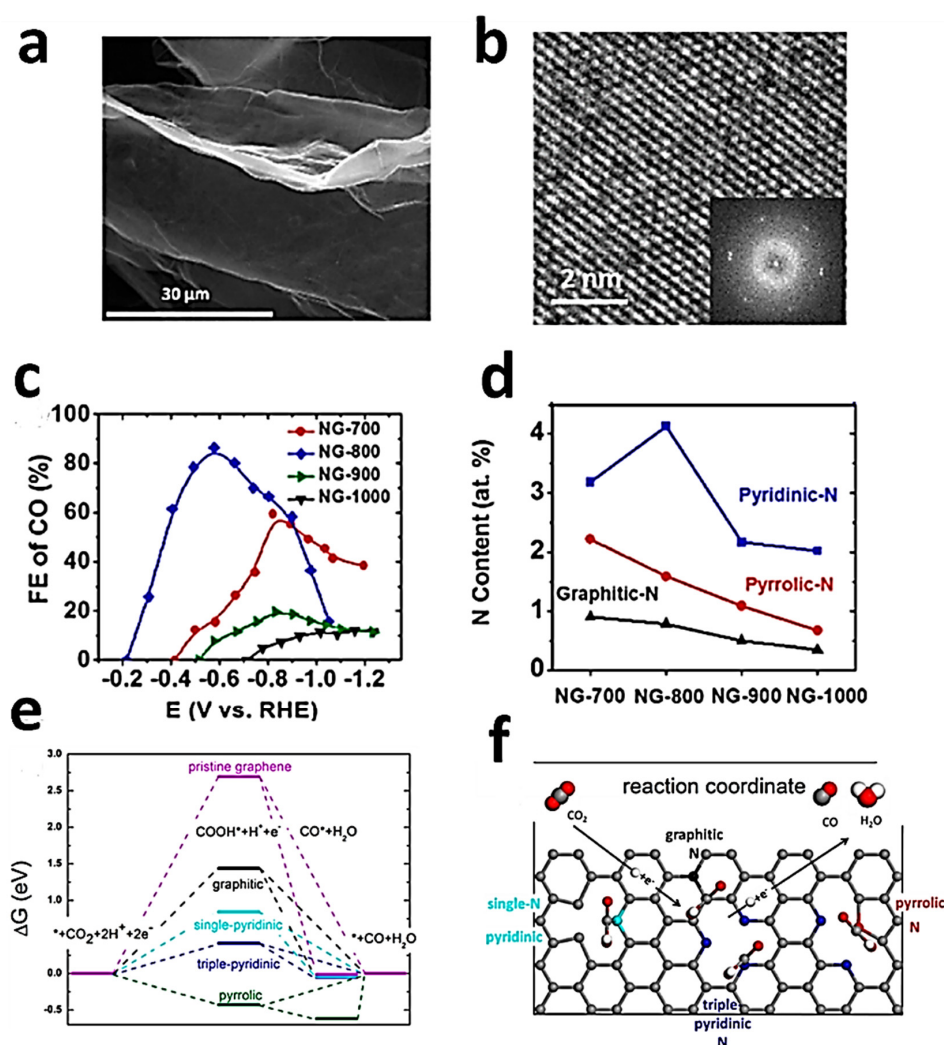 a
30 µm
b
2 nm
c
FE of CO (%)
100
80
60
40
20
0
NG-700
NG-800
NG-900
NG-1000
-0.2 -0.4 -0.6 -0.8 -1.0 -1.2
E (V vs. RHE)
d
N Content (at. %)
4
3
2
1
0
Pyridinic-N
Pyrrolic-N
Graphitic-N
NG-700 NG-800 NG-900 NG-1000
e
ΔG (eV)
3.0
2.5
2.0
1.5
1.0
0.5
0.0
-0.5
pristine graphene
COOH*+H⁺+e⁻
CO*+H₂O
graphitic
*+CO₂+2H⁺+2e⁻
single-pyridinic
*+CO+H₂O
triple-pyridinic
pyrrolic
f
reaction coordinate
CO₂
CO
H₂O
graphitic
N
+e⁻
+e⁻
single-N
pyridinic
pyrrolic
N
triple
pyridinic
N